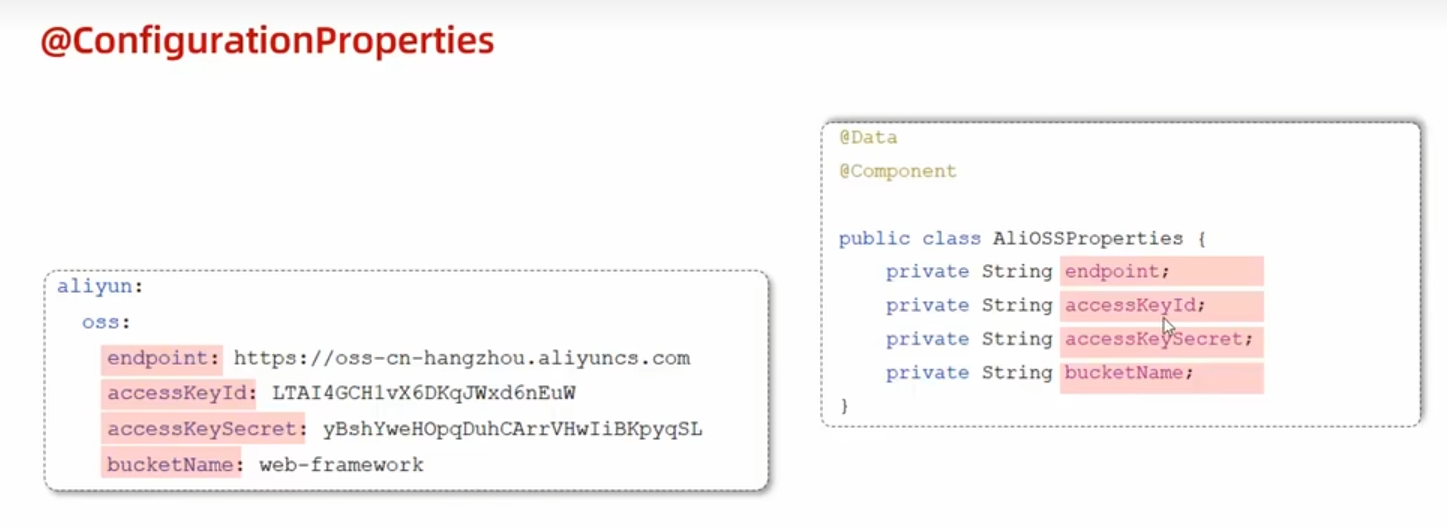 @ConfigurationProperties
aliyun:
oss:
endpoint: https://oss-cn-hangzhou.aliyuncs.com
accessKeyId: LTAI4GCH1vX6DKqJWxd6nEuW
accessKeySecret: yBshYweHOpqDuhCArrVHwIiBKpyqSL
bucketName: web-framework
@Data
@Component
public class AliOSSProperties {
private String endpoint;
private String accessKeyId;
private String accessKeySecret;
private String bucketName;
}